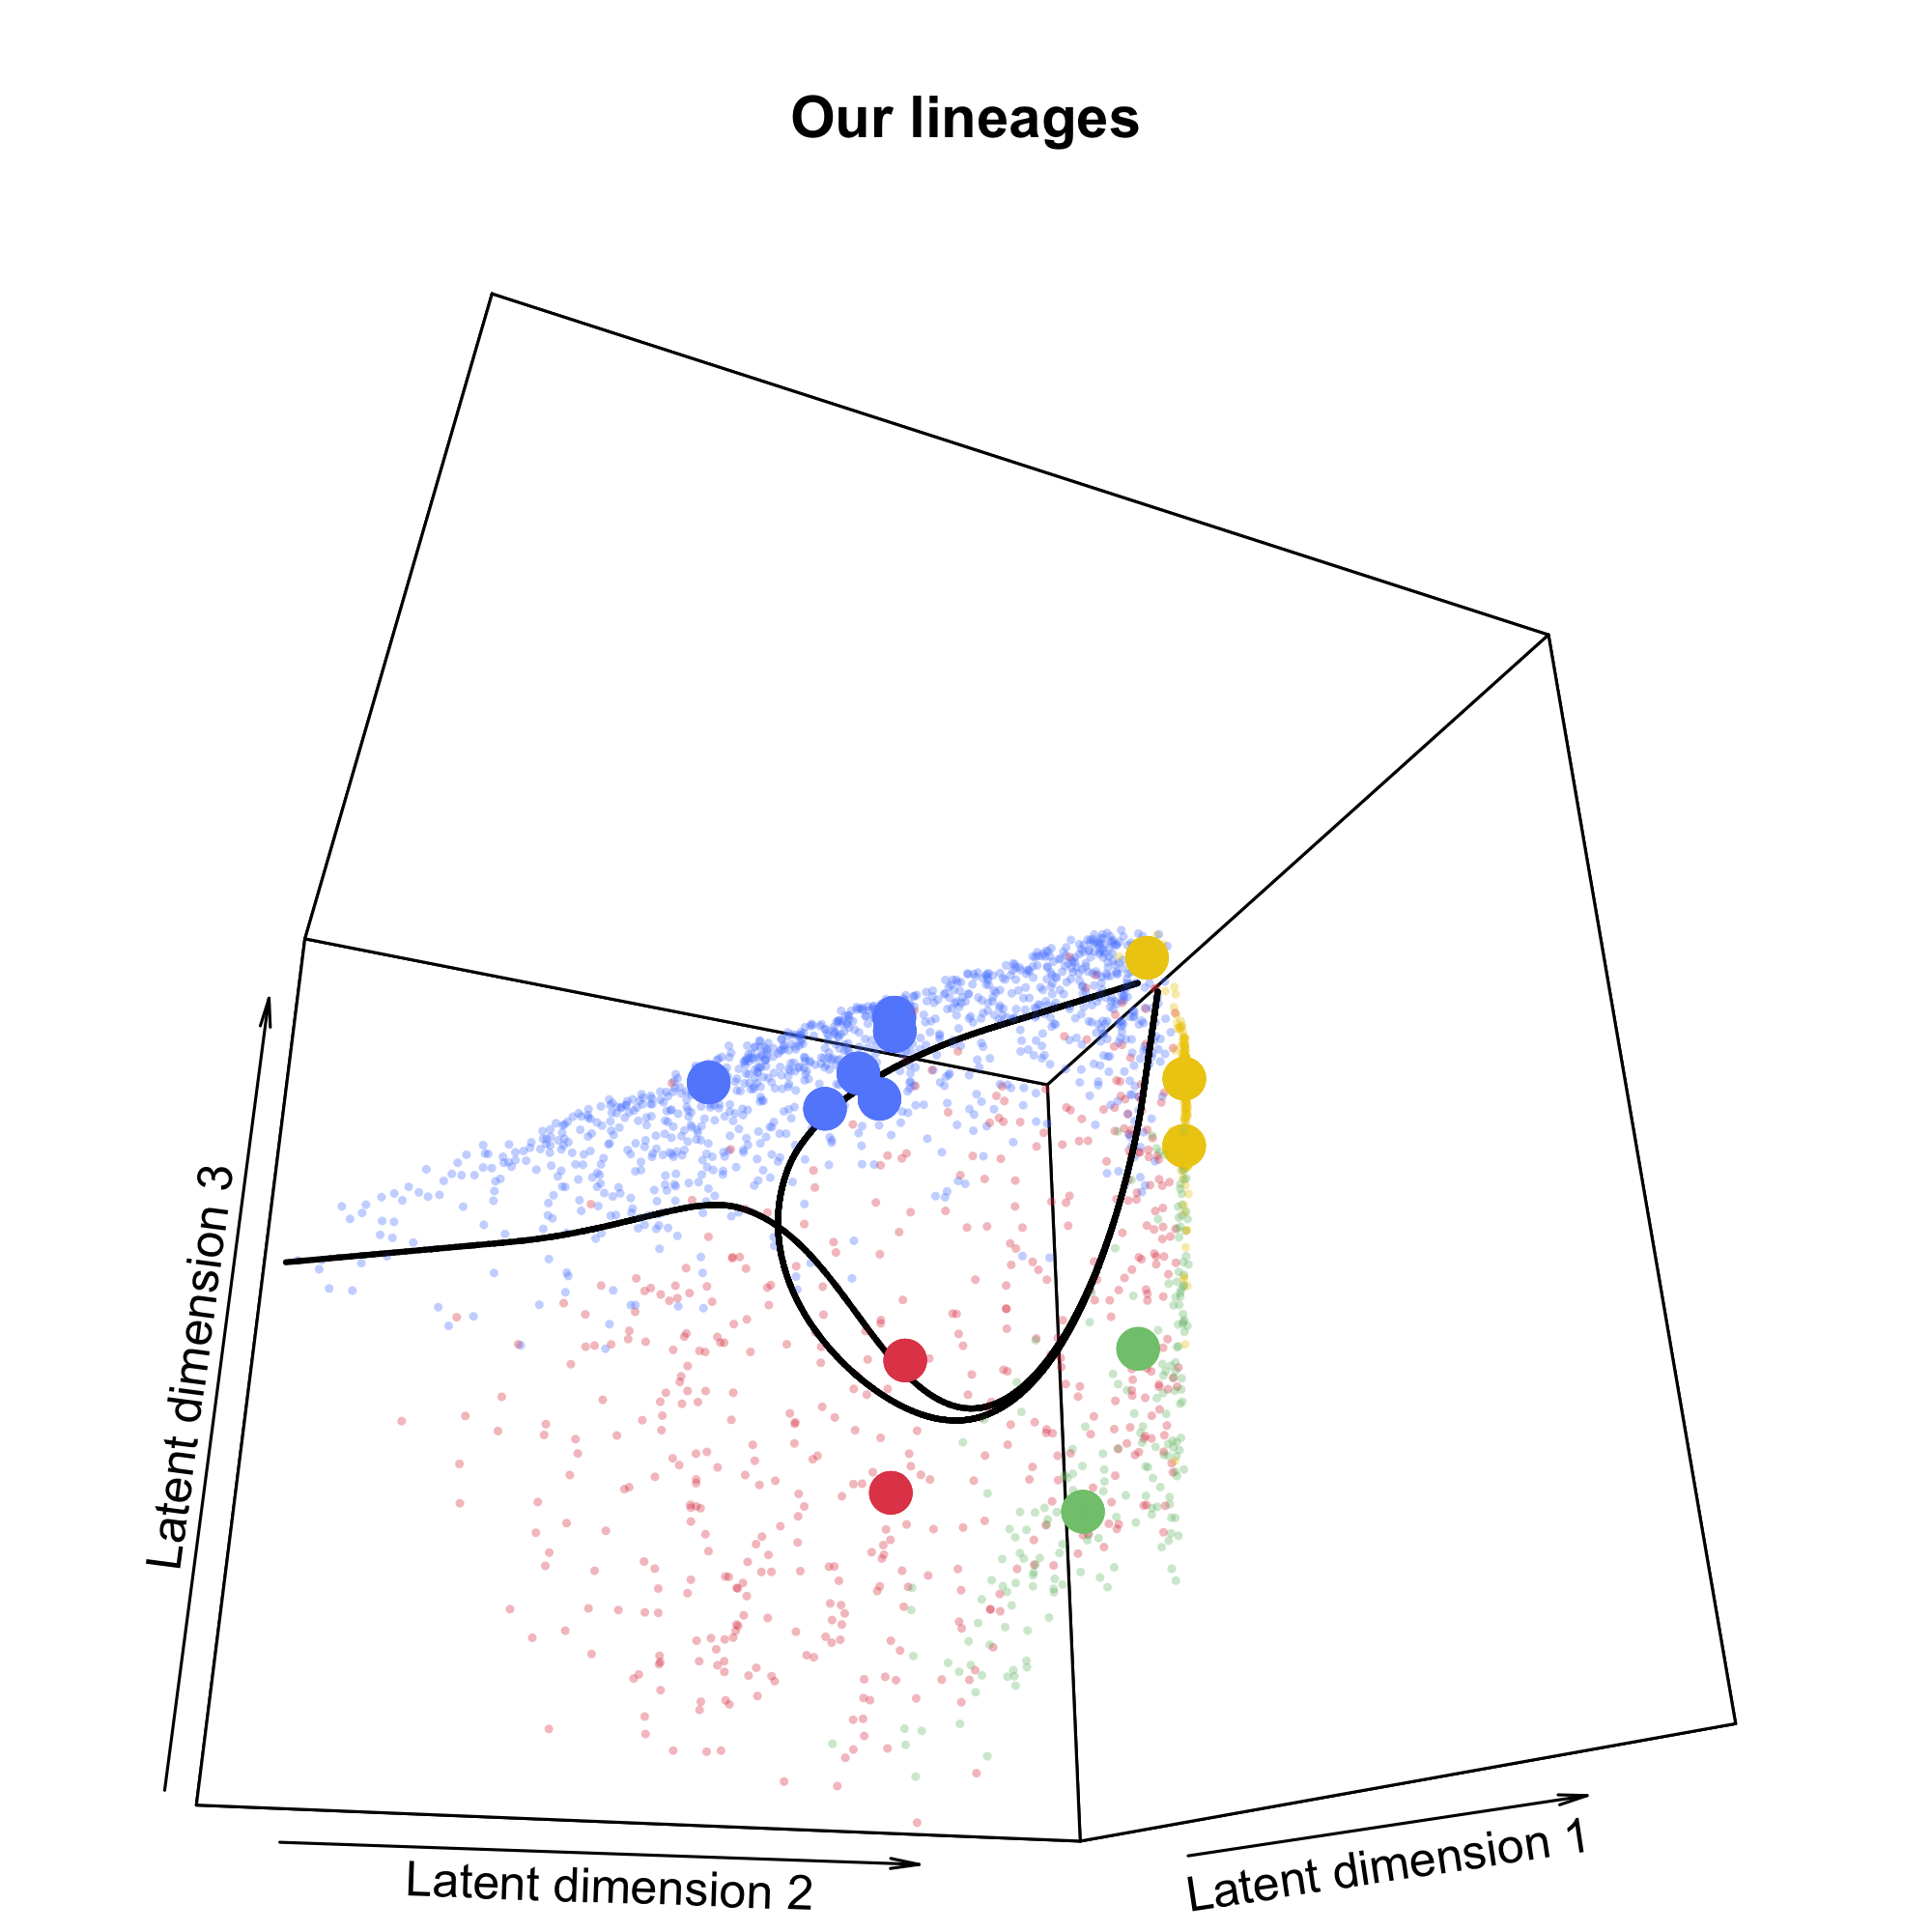 Our lineages
Latent dimension 3
Latent dimension 2
Latent dimension 1